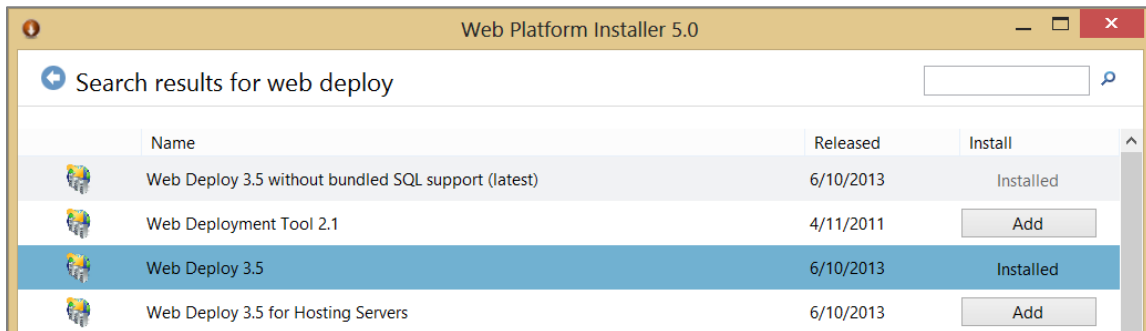 Web Platform Installer 5.0
Search results for web deploy
Name Released Install
Web Deploy 3.5 without bundled SQL support (latest) 6/10/2013 Installed
Web Deployment Tool 2.1 4/11/2011 Add
Web Deploy 3.5 6/10/2013 Installed
Web Deploy 3.5 for Hosting Servers 6/10/2013 Add